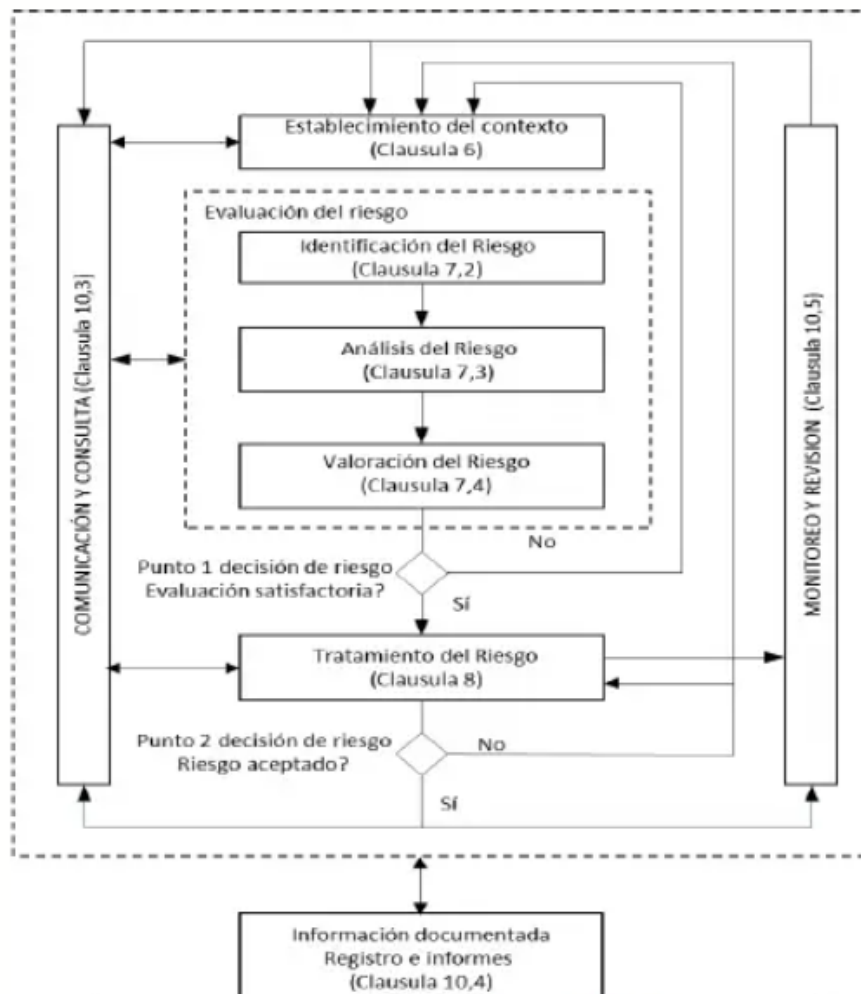 Establecimiento del contexto
(Clausula 6)
Evaluación del riesgo
Identificación del Riesgo
(Clausula 7,2)
Análisis del Riesgo
(Clausula 7,3)
Valoración del Riesgo
(Clausula 7,4)
COMUNICACIÓN Y CONSULTA (Clausula 10,3)
MONITOREO Y REVISION (Clausula 10,5)
No
Punto 1 decisión de riesgo
Evaluación satisfactoria?
Sí
Tratamiento del Riesgo
(Clausula 8)
Punto 2 decisión de riesgo
Riesgo aceptado?
No
Sí
Información documentada
Registro e informes
(Clausula 10,4)